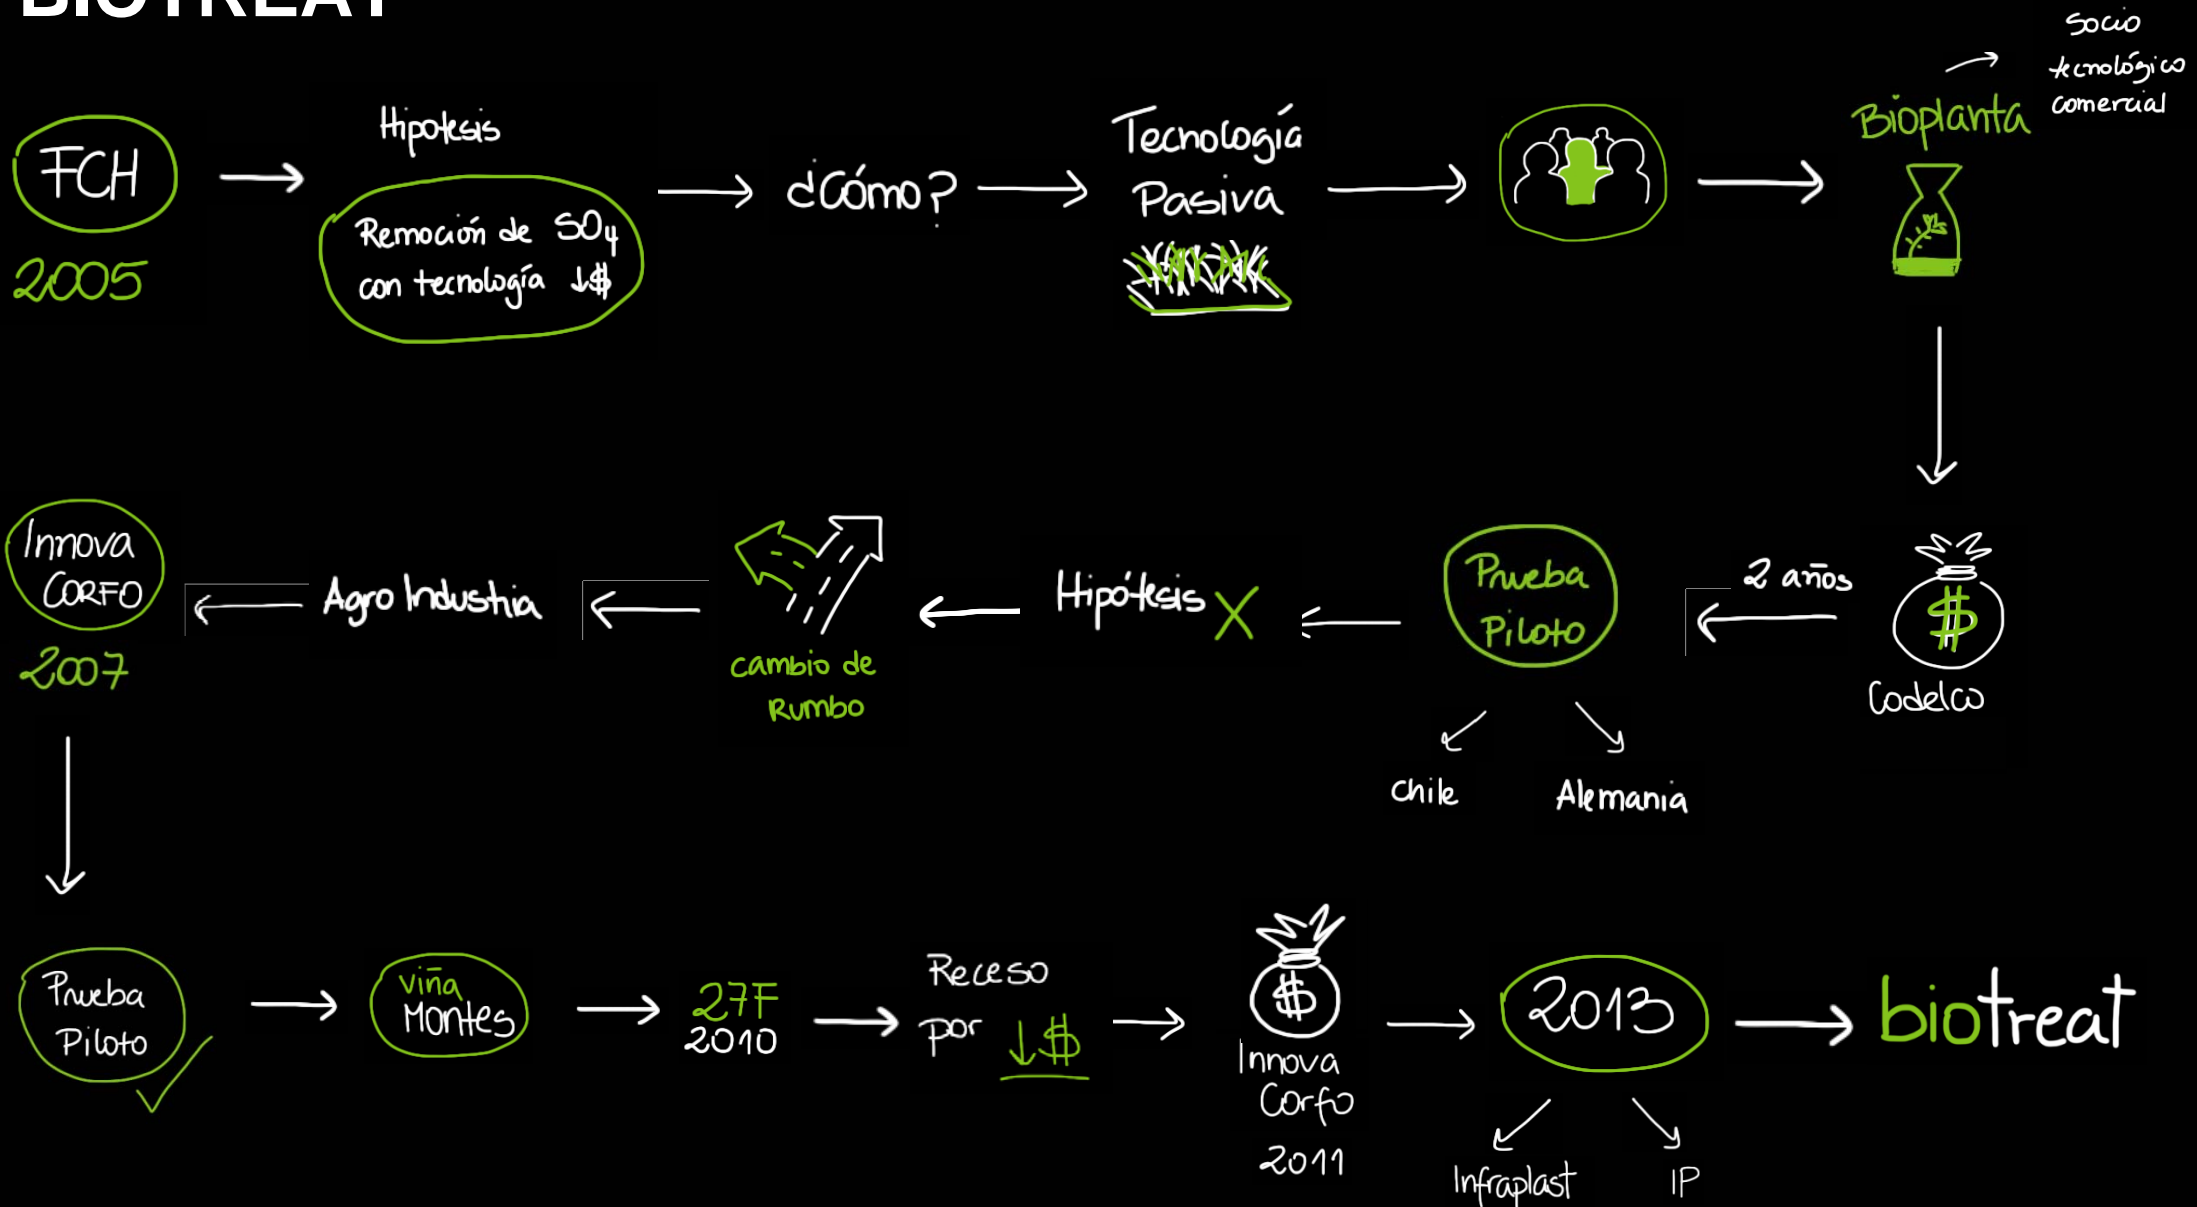 BIOTREAT
FCH
2005
Hipotesis
Remoción de SO4
con tecnología ↓$
¿Cómo?
Tecnología
Pasiva
Bioplanta
socio
tecnológico
comercial
$
Codelco
2 años
Prueba
Piloto
Chile
Alemania
Hipótesis X
cambio de
Rumbo
Agro Industria
Innova
CORFO
2007
Prueba
Piloto
viña
Montes
27F
2010
Receso
por ↓$
$
Innova
Corfo
2011
2013
Infraplast
IP
biotreat